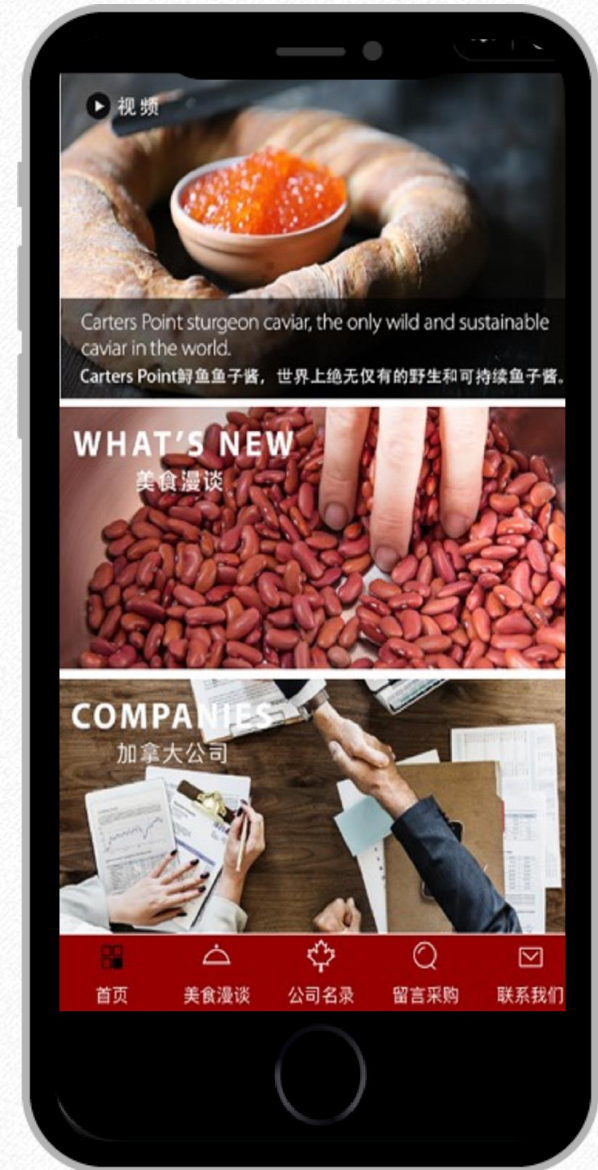 视频
Carters Point sturgeon caviar, the only wild and sustainable
caviar in the world.
Carters Point鲟鱼鱼子酱，世界上绝无仅有的野生和可持续鱼子酱。
WHAT'S NEW
美食漫谈
COMPANIES
加拿大公司
首页 美食漫谈 公司名录 留言采购 联系我们